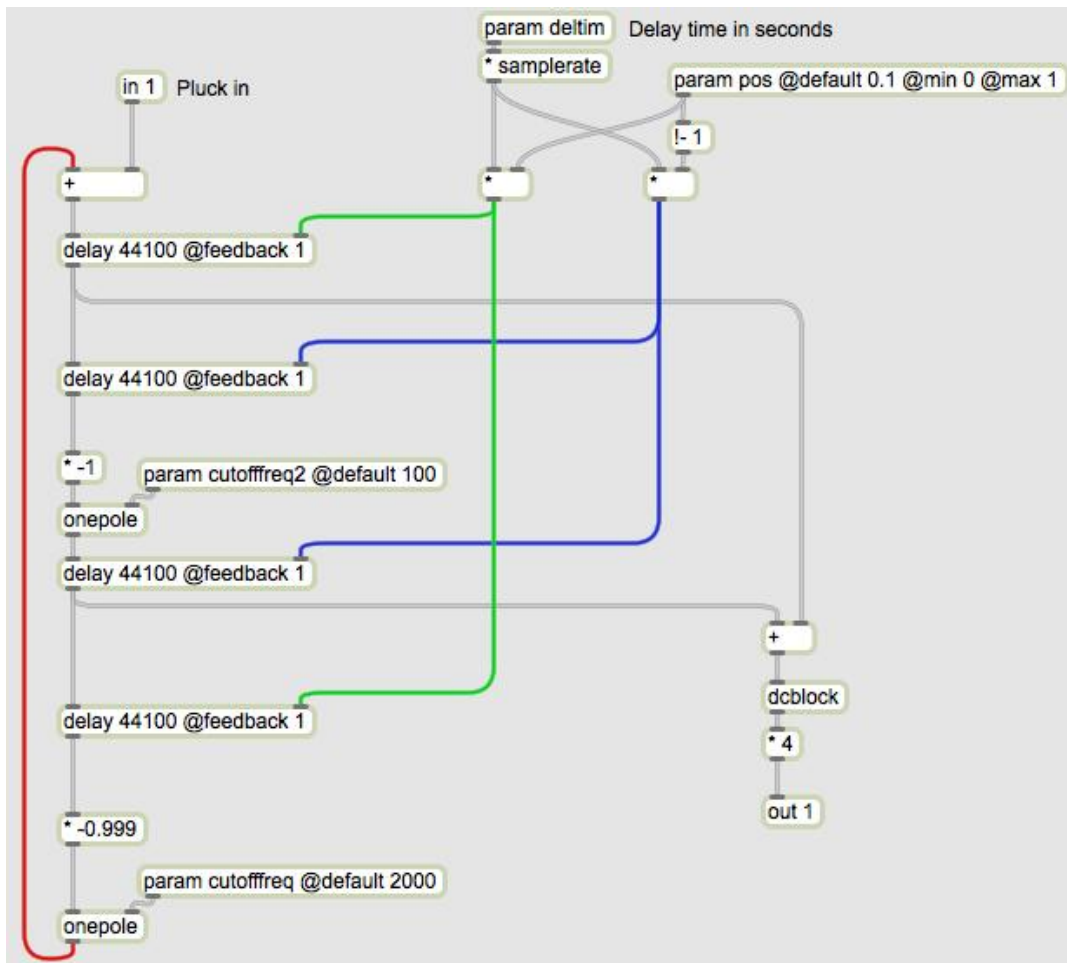 param deltim
Delay time in seconds
* samplerate
in 1
Pluck in
param pos @default 0.1 @min 0 @max 1
!- 1
+
*
*
delay 44100 @feedback 1
delay 44100 @feedback 1
* -1
param cutofffreq2 @default 100
onepole
delay 44100 @feedback 1
+
dcblock
delay 44100 @feedback 1
* 4
out 1
* -0.999
param cutofffreq @default 2000
onepole